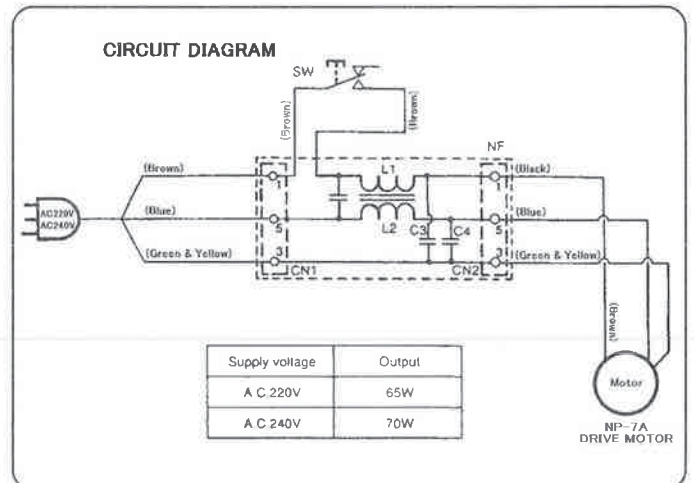 CIRCUIT DIAGRAM
SW
(Brown)
(Brown)
NF
(Brown)
1
L1
1
(Black)
AC220V
AC240V
(Blue)
5
L2
C3
C4
5
(Blue)
(Green & Yellow)
3
CN1
CN2
3
(Green & Yellow)
(Brown)
Supply voltage
Output
A C 220V
65W
A C 240V
70W
Motor
NP-7A
DRIVE MOTOR